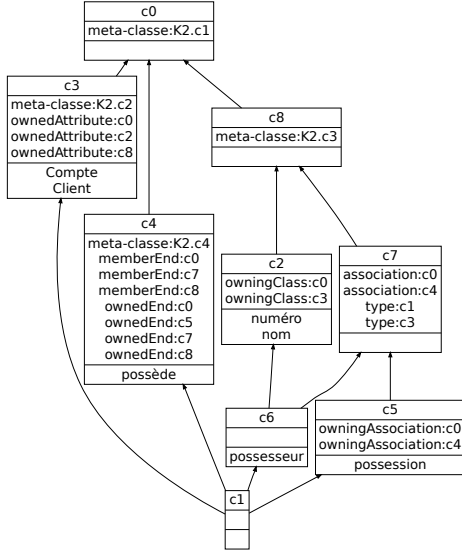 c0
meta-classe:K2.c1
c3
meta-classe:K2.c2
ownedAttribute:c0
ownedAttribute:c2
ownedAttribute:c8
Compte
Client
c8
meta-classe:K2.c3
c4
meta-classe:K2.c4
memberEnd:c0
memberEnd:c7
memberEnd:c8
ownedEnd:c0
ownedEnd:c5
ownedEnd:c7
ownedEnd:c8
possède
c2
owningClass:c0
owningClass:c3
numéro
nom
c7
association:c0
association:c4
type:c1
type:c3
c6
possesseur
c5
owningAssociation:c0
owningAssociation:c4
possession
c1